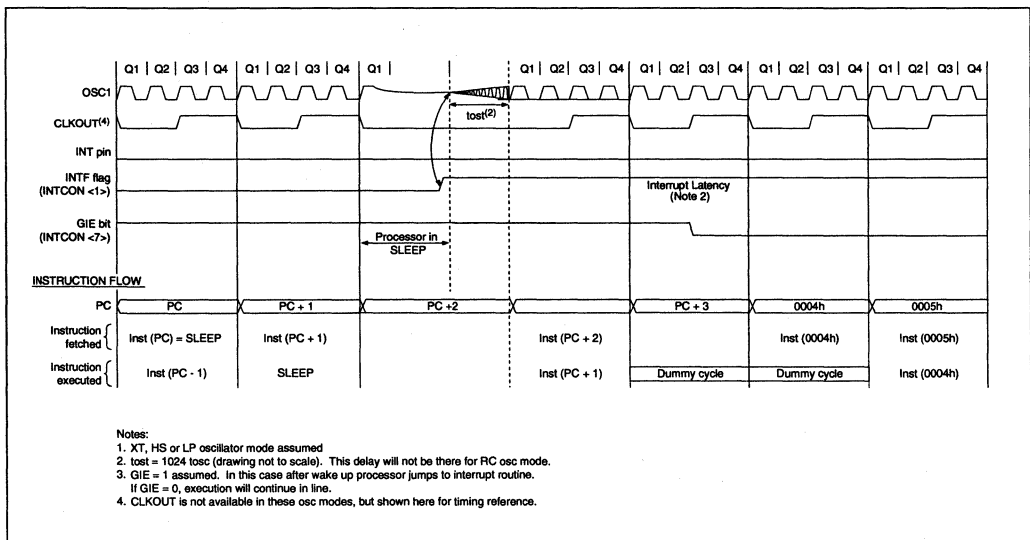 Q1 | Q2 | Q3 | Q4 | Q1 | Q2 | Q3 | Q4 | Q1 | | Q1 | Q2 | Q3 | Q4 | Q1 | Q2 | Q3 | Q4 | Q1 | Q2 | Q3 | Q4 | Q1 | Q2 | Q3 | Q4
OSC1
tost(2)
CLKOUT(4)
INT pin
INTF flag
(INTCON <1>)
Interrupt Latency
(Note 2)
GIE bit
(INTCON <7>)
Processor in
SLEEP
INSTRUCTION FLOW
PC PC PC + 1 PC +2 PC + 3 0004h 0005h
Instruction
fetched
Inst (PC) = SLEEP Inst (PC + 1) Inst (PC + 2) Inst (0004h) Inst (0005h)
Instruction
executed
Inst (PC - 1) SLEEP Inst (PC + 1) Dummy cycle Dummy cycle Inst (0004h)
Notes:
1. XT, HS or LP oscillator mode assumed
2. tost = 1024 tosc (drawing not to scale). This delay will not be there for RC osc mode.
3. GIE = 1 assumed. In this case after wake up processor jumps to interrupt routine.
If GIE = 0, execution will continue in line.
4. CLKOUT is not available in these osc modes, but shown here for timing reference.